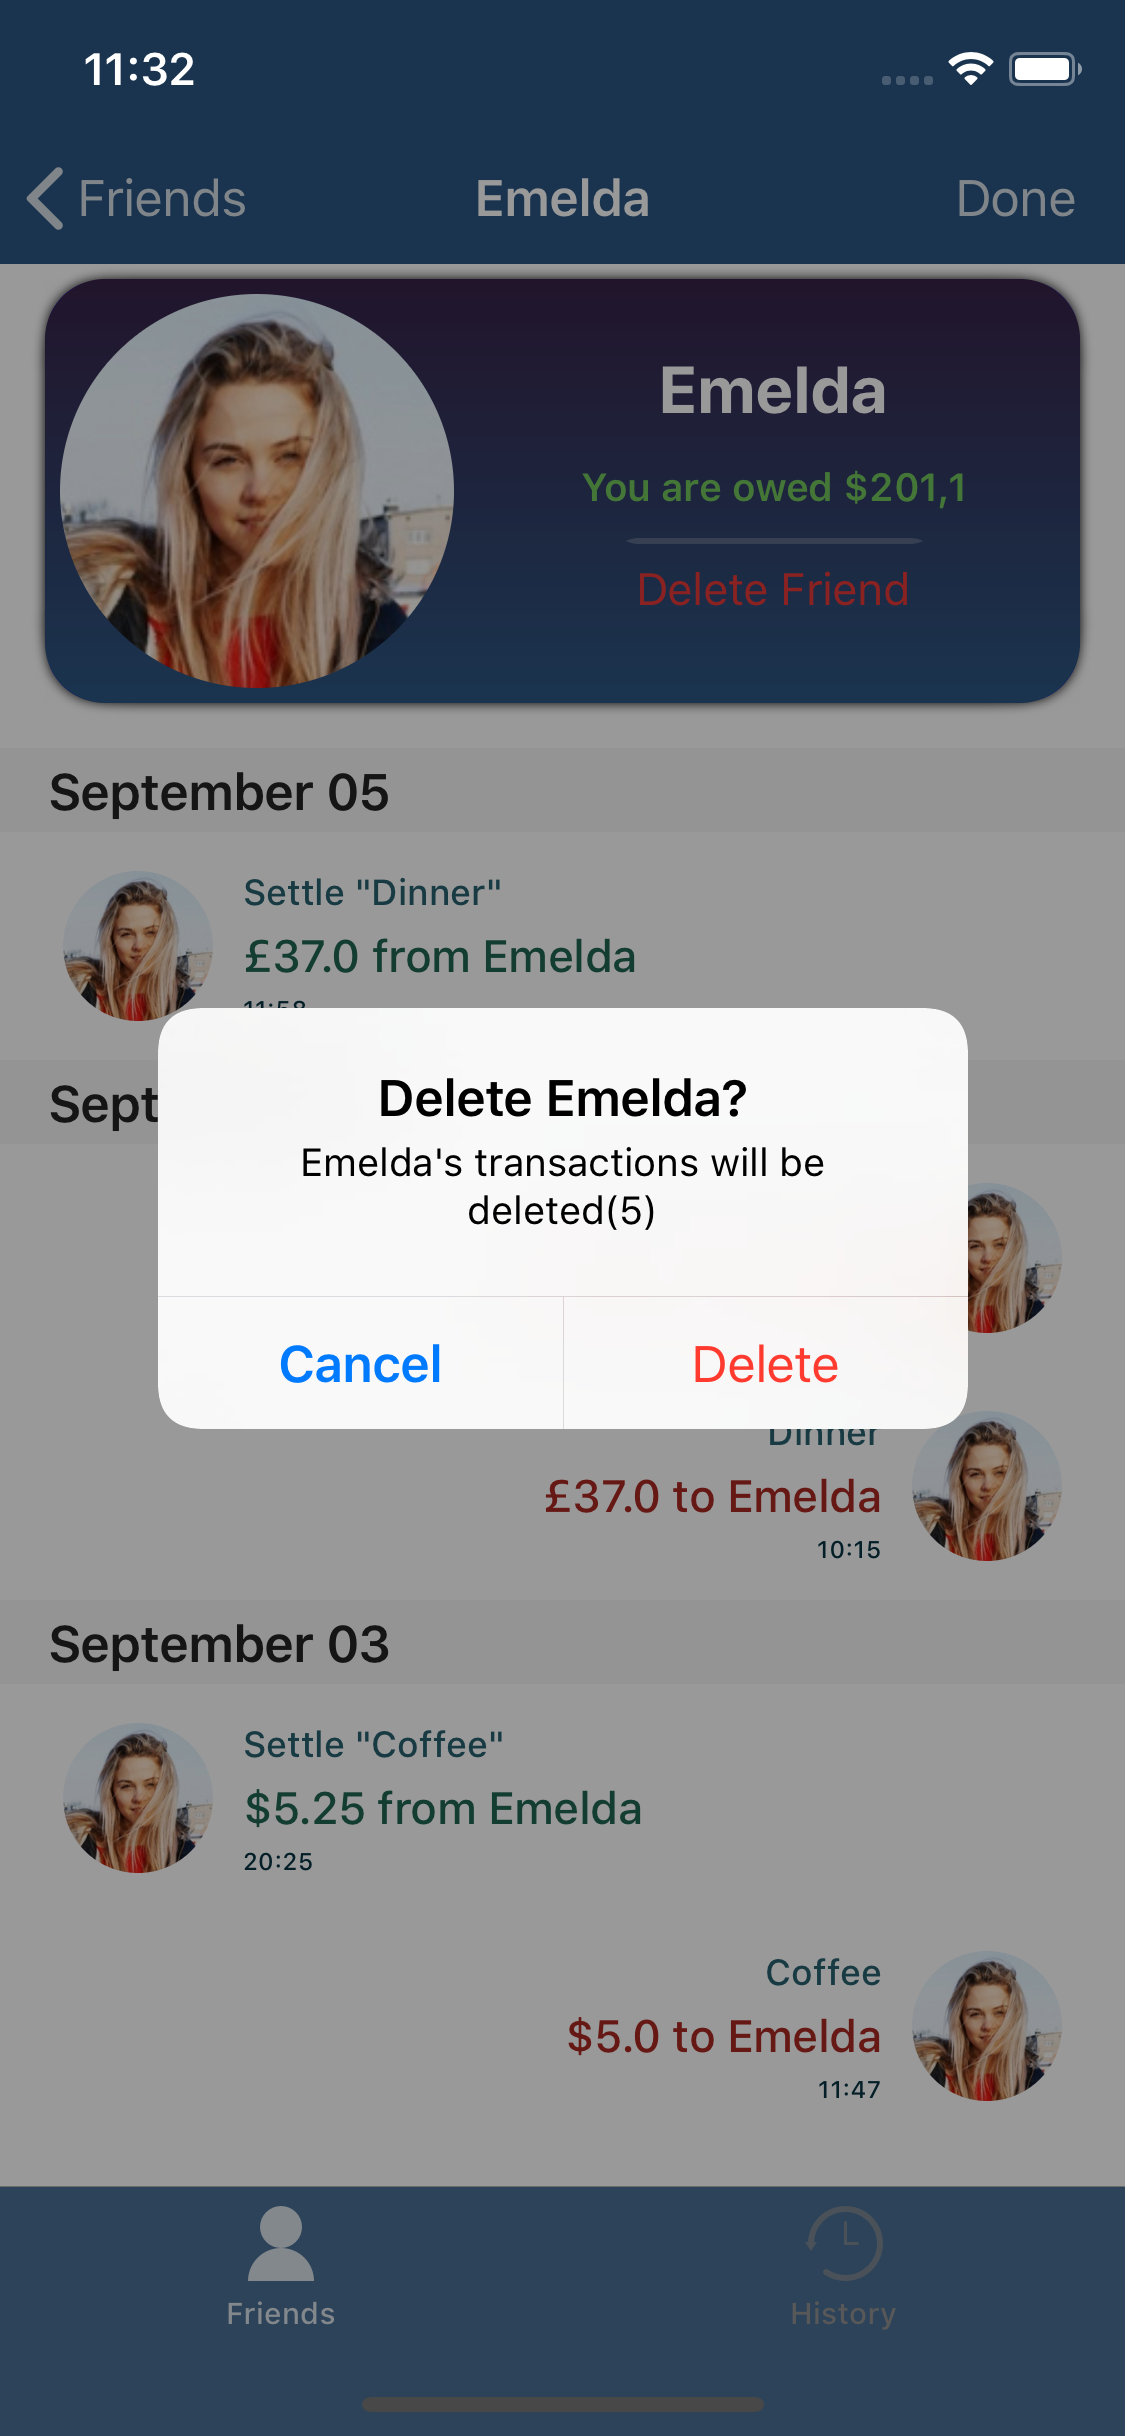 11:32
Friends
Emelda
Done
Emelda
You are owed $201,1
Delete Friend
September 05
Settle "Dinner"
£37.0 from Emelda
11:58
Sept
Delete Emelda?
Emelda's transactions will be
deleted(5)
Cancel
Delete
Dinner
£37.0 to Emelda
10:15
September 03
Settle "Coffee"
$5.25 from Emelda
20:25
Coffee
$5.0 to Emelda
11:47
Friends
History